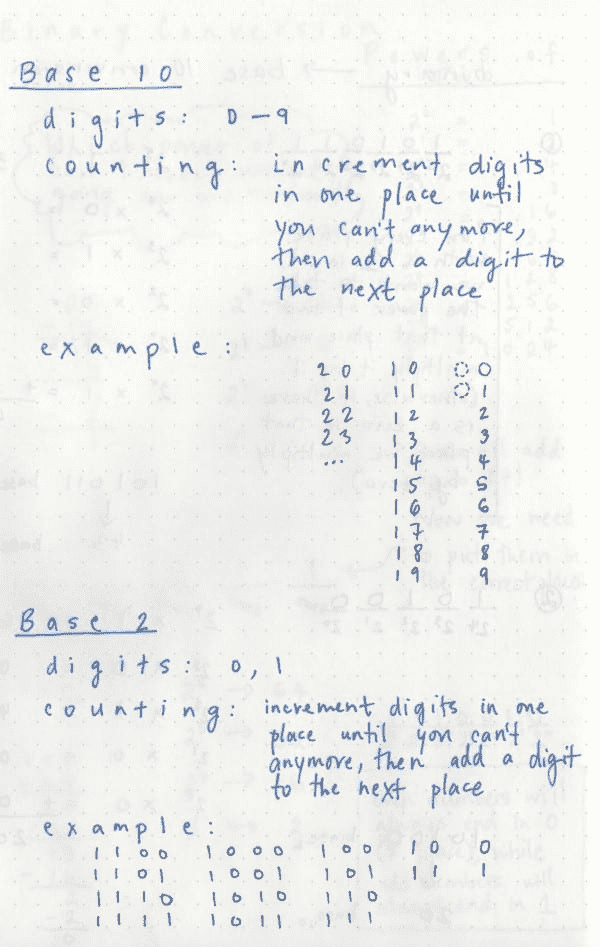 Base 10
digits: 0 - 9
counting: increment digits
in one place until
you can't anymore,
then add a digit to
the next place
example:
20 10 00
21 11 01
22 12 2
23 13 3
... 14 4
15 5
16 6
17 7
18 8
19 9
Base 2
digits: 0, 1
counting: increment digits in one
place until you can't
anymore, then add a digit
to the next place
example:
1100 1000 100 10 0
1101 1001 101 11 1
1110 1010 110
1111 1011 111